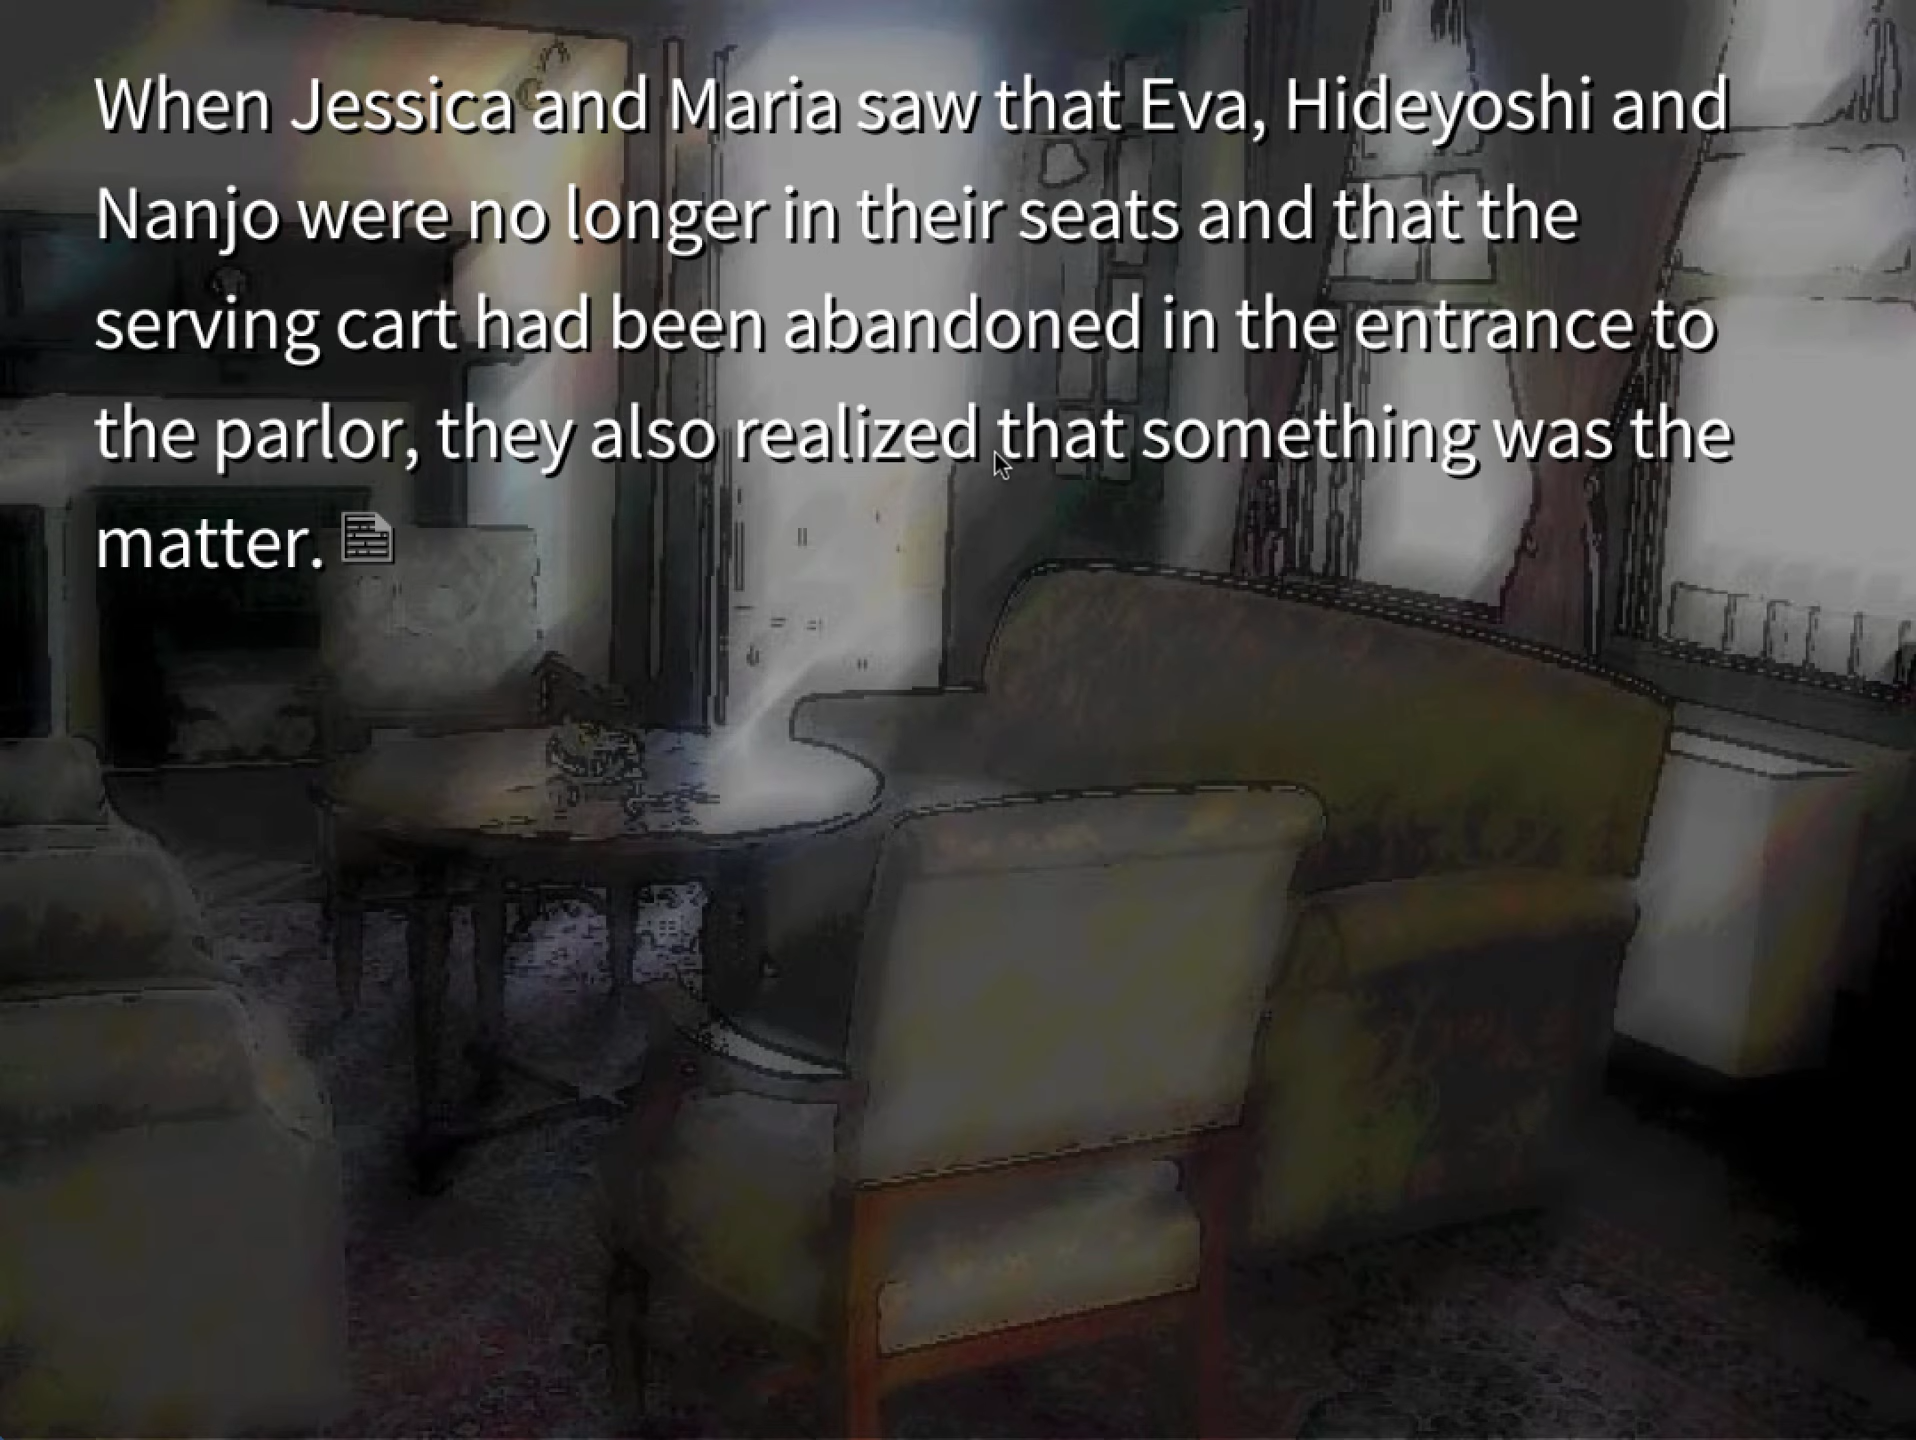 When Jessica and Maria saw that Eva, Hideyoshi and
Nanjo were no longer in their seats and that the
serving cart had been abandoned in the entrance to
the parlor, they also realized that something was the
matter.